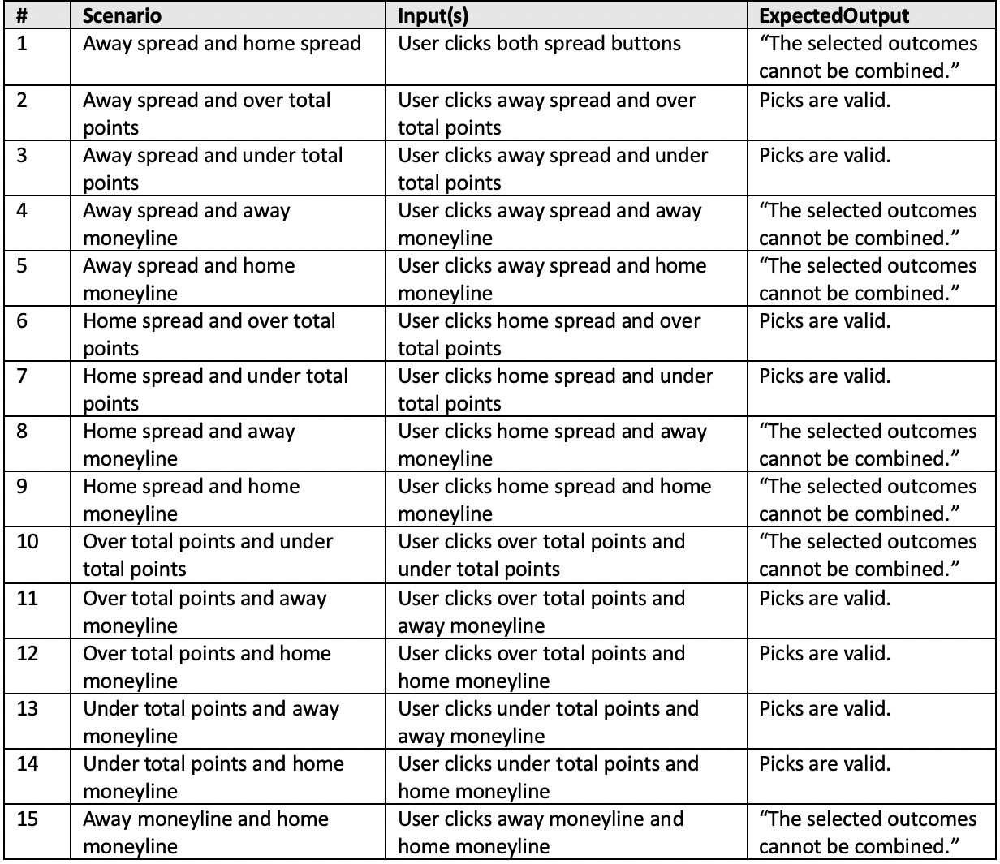 # Scenario Input(s) ExpectedOutput
1 Away spread and home spread User clicks both spread buttons “The selected outcomes
cannot be combined.”
2 Away spread and over total User clicks away spread and over Picks are valid.
points total points
3 Away spread and under total User clicks away spread and under Picks are valid.
points total points
4 Away spread and away User clicks away spread and away “The selected outcomes
moneyline moneyline cannot be combined.”
5 Away spread and home User clicks away spread and home “The selected outcomes
moneyline moneyline cannot be combined.”
6 Home spread and over total User clicks home spread and over Picks are valid.
points total points
7 Home spread and under total User clicks home spread and under Picks are valid.
points total points
8 Home spread and away User clicks home spread and away “The selected outcomes
moneyline moneyline cannot be combined.”
9 Home spread and home User clicks home spread and home “The selected outcomes
moneyline moneyline cannot be combined.”
10 Over total points and under User clicks over total points and “The selected outcomes
total points under total points cannot be combined.”
11 Over total points and away User clicks over total points and Picks are valid.
moneyline away moneyline
12 Over total points and home User clicks over total points and Picks are valid.
moneyline home moneyline
13 Under total points and away User clicks under total points and Picks are valid.
moneyline away moneyline
14 Under total points and home User clicks under total points and Picks are valid.
moneyline home moneyline
15 Away moneyline and home User clicks away moneyline and “The selected outcomes
moneyline home moneyline cannot be combined.”